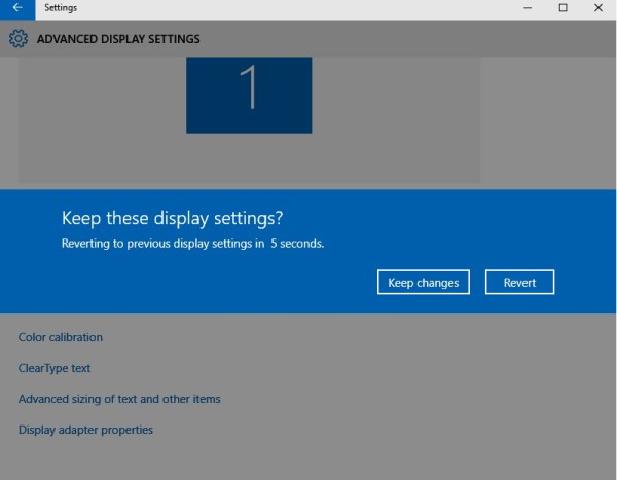 Settings
ADVANCED DISPLAY SETTINGS
1
Keep these display settings?
Reverting to previous display settings in 5 seconds.
Keep changes Revert
Color calibration
ClearType text
Advanced sizing of text and other items
Display adapter properties